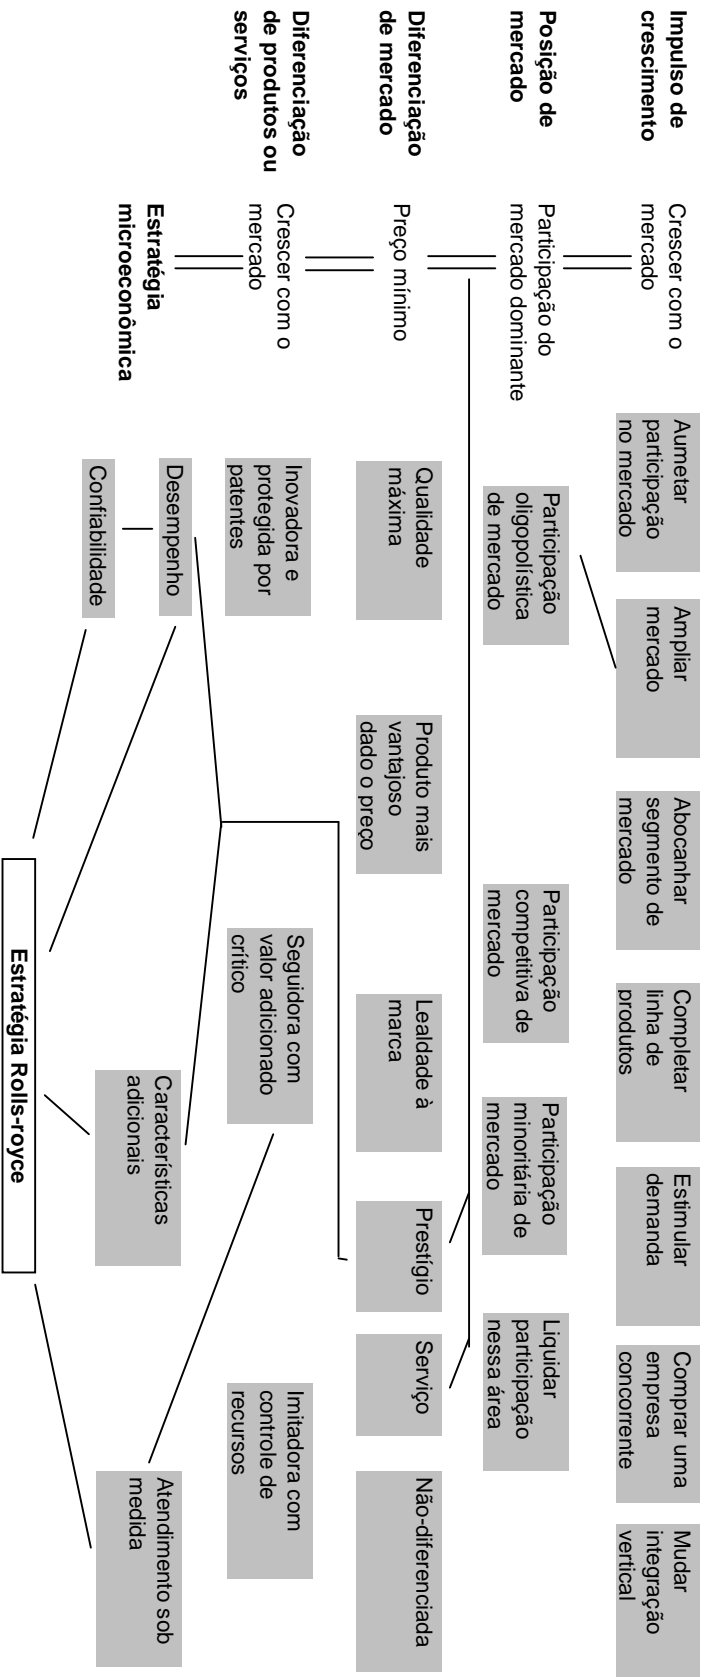 Impulso de
crescimento
Crescer com o
mercado
Aumetar
participação
no mercado
Ampliar
mercado
Abocanhar
segmento de
mercado
Completar
linha de
produtos
Estimular
demanda
Comprar uma
empresa
concorrente
Mudar
integração
vertical
Posição de
mercado
Participação do
mercado dominante
Participação
oligopolística
de mercado
Participação
competitiva de
mercado
Participação
minoritária de
mercado
Liquidar
participação
nessa área
Diferenciação
de mercado
Preço mínimo
Qualidade
máxima
Produto mais
vantajoso
dado o preço
Lealdade à
marca
Prestígio
Serviço
Não-diferenciada
Diferenciação
de produtos ou
serviços
Crescer com o
mercado
Inovadora e
protegida por
patentes
Seguidora com
valor adicionado
crítico
Imitadora com
controle de
recursos
Estratégia
microeconômica
Desempenho
Confiabilidade
Características
adicionais
Atendimento sob
medida
Estratégia Rolls-royce